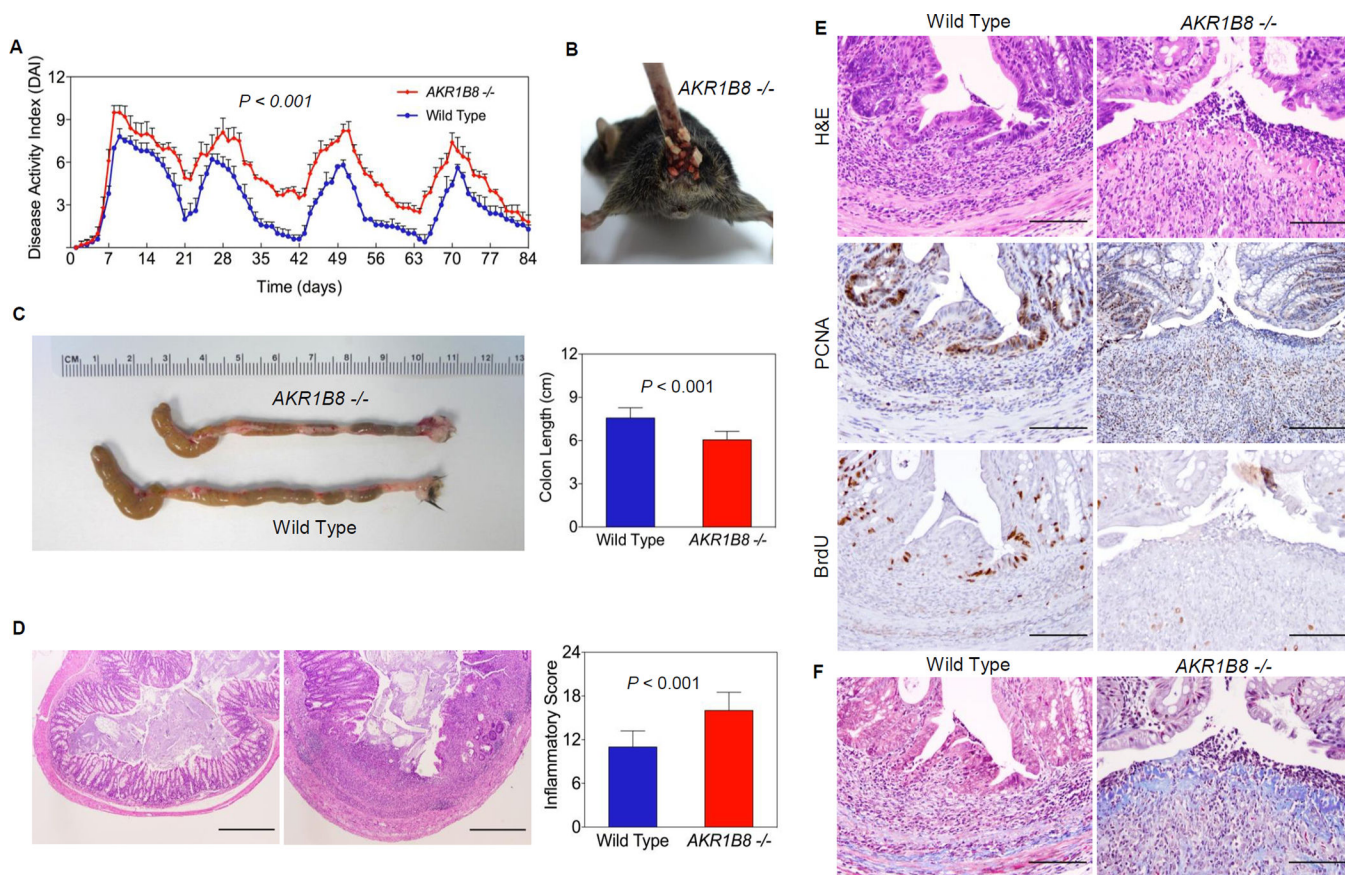 A
Disease Activity Index (DAI)
12
9
6
3
0
7
14
21
28
35
42
49
56
63
70
77
84
Time (days)
P < 0.001
AKR1B8 -/-
Wild Type
B
AKR1B8 -/-
C
CM 1 2 3 4 5 6 7 8 9 10 11 12 13
AKR1B8 -/-
Wild Type
Colon Length (cm)
12
9
6
3
0
P < 0.001
Wild Type AKR1B8 -/-
D
Inflammatory Score
24
18
12
6
0
P < 0.001
Wild Type AKR1B8 -/-
E
Wild Type AKR1B8 -/-
H&E
PCNA
BrdU
F
Wild Type AKR1B8 -/-